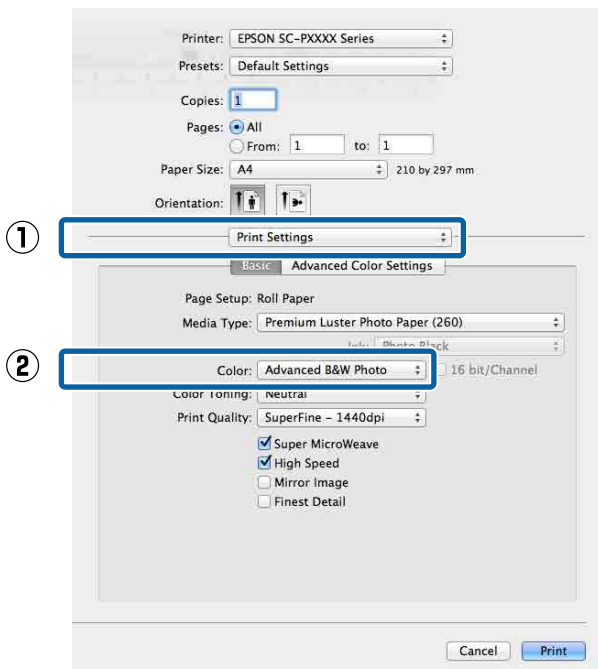 Printer: EPSON SC-PXXXX Series
Presets: Default Settings
Copies: 1
Pages: All
From: 1 to: 1
Paper Size: A4 210 by 297 mm
Orientation:
① Print Settings
Basic Advanced Color Settings
Page Setup: Roll Paper
Media Type: Premium Luster Photo Paper (260)
Ink: Photo Black
② Color: Advanced B&W Photo 16 bit/Channel
Color Toning: Neutral
Print Quality: SuperFine - 1440dpi
Super MicroWeave
High Speed
Mirror Image
Finest Detail
Cancel Print